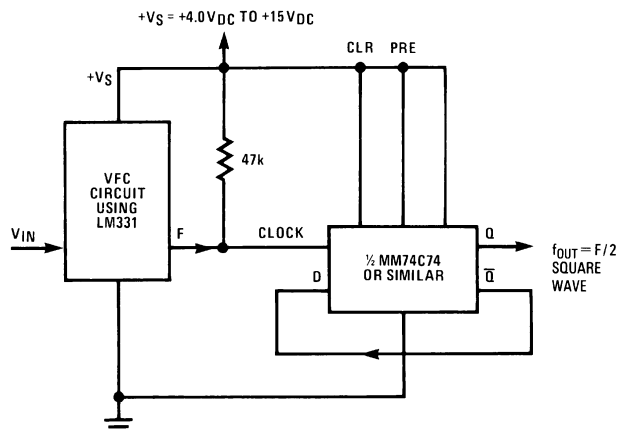 +VS = +4.0VDC TO +15VDC
CLR PRE
+VS
47k
VFC
CIRCUIT
USING
LM331
VIN
F
CLOCK
Q
½ MM74C74
OR SIMILAR
D
Q̅
fOUT = F/2
SQUARE
WAVE